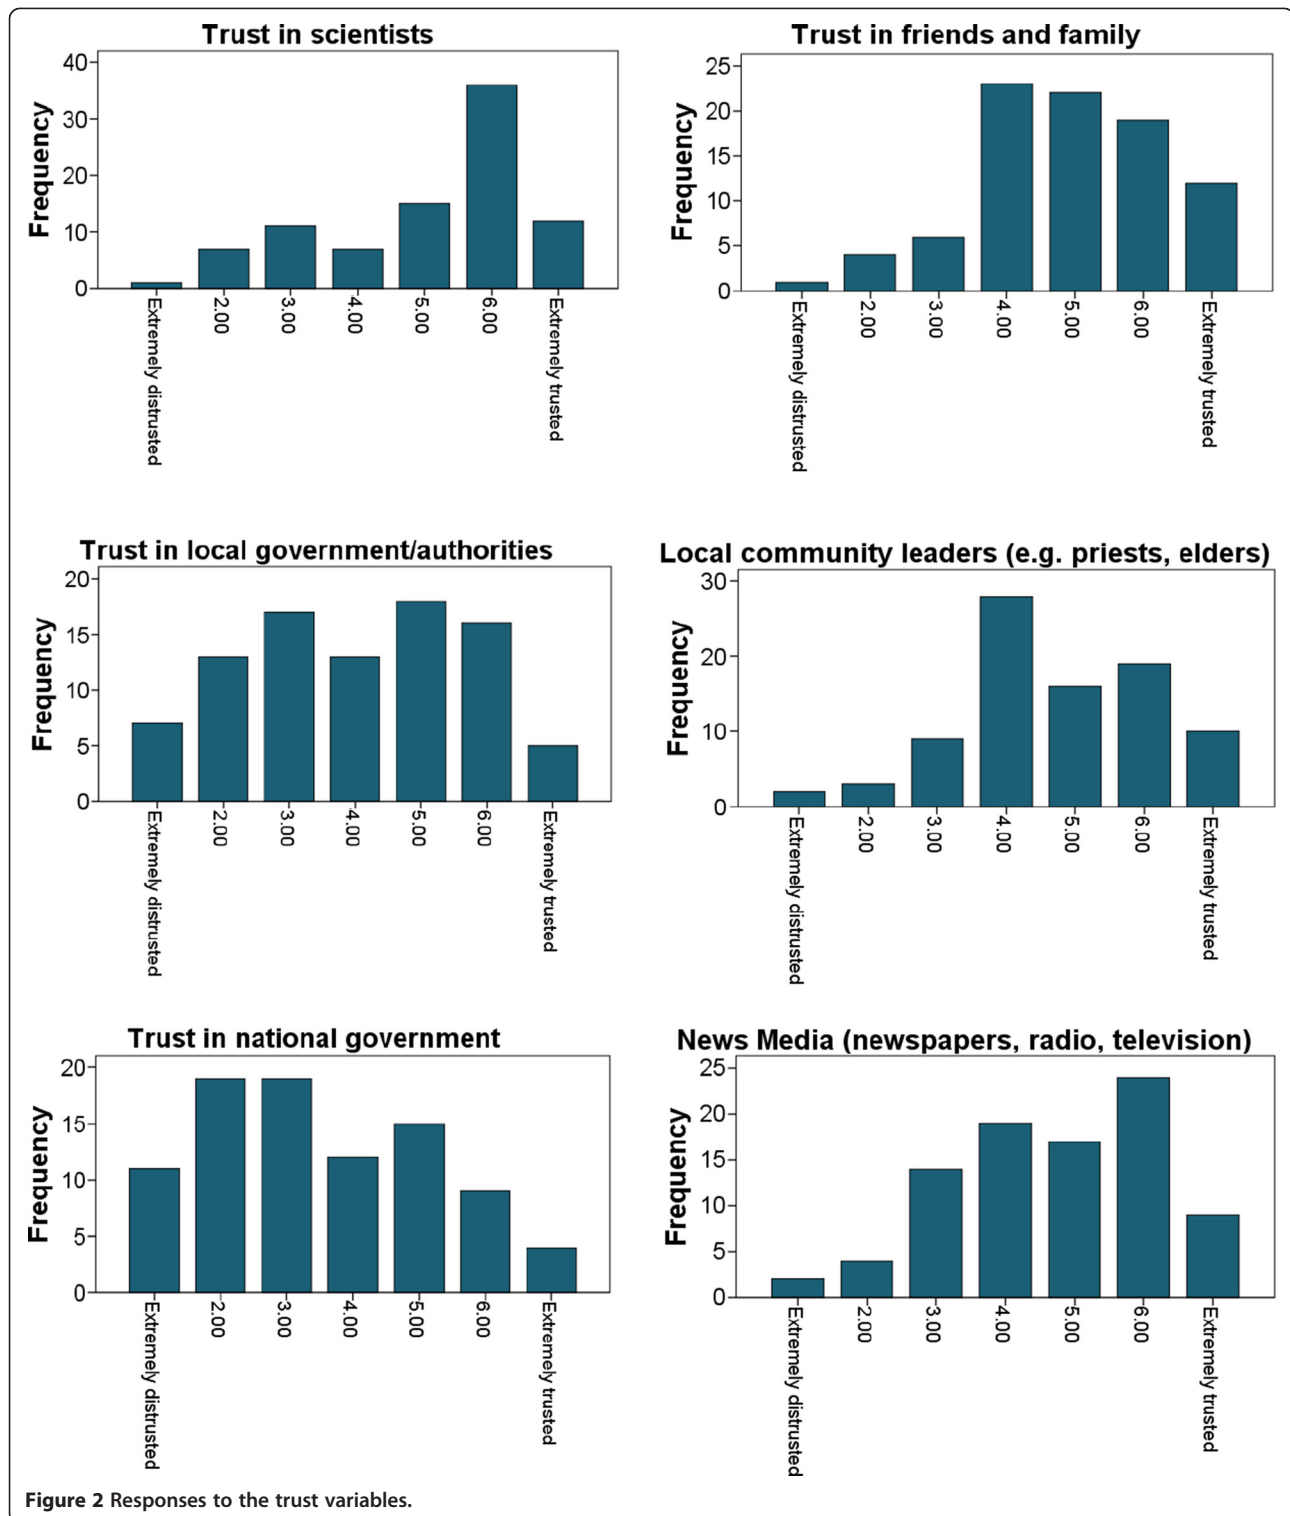 Trust in scientists
Frequency
40
30
20
10
0
Extremely distrusted
2.00
3.00
4.00
5.00
6.00
Extremely trusted
Trust in friends and family
Frequency
25
20
15
10
5
0
Extremely distrusted
2.00
3.00
4.00
5.00
6.00
Extremely trusted
Trust in local government/authorities
Frequency
20
15
10
5
0
Extremely distrusted
2.00
3.00
4.00
5.00
6.00
Extremely trusted
Local community leaders (e.g. priests, elders)
Frequency
30
20
10
0
Extremely distrusted
2.00
3.00
4.00
5.00
6.00
Extremely trusted
Trust in national government
Frequency
20
15
10
5
0
Extremely distrusted
2.00
3.00
4.00
5.00
6.00
Extremely trusted
News Media (newspapers, radio, television)
Frequency
25
20
15
10
5
0
Extremely distrusted
2.00
3.00
4.00
5.00
6.00
Extremely trusted
Figure 2 Responses to the trust variables.